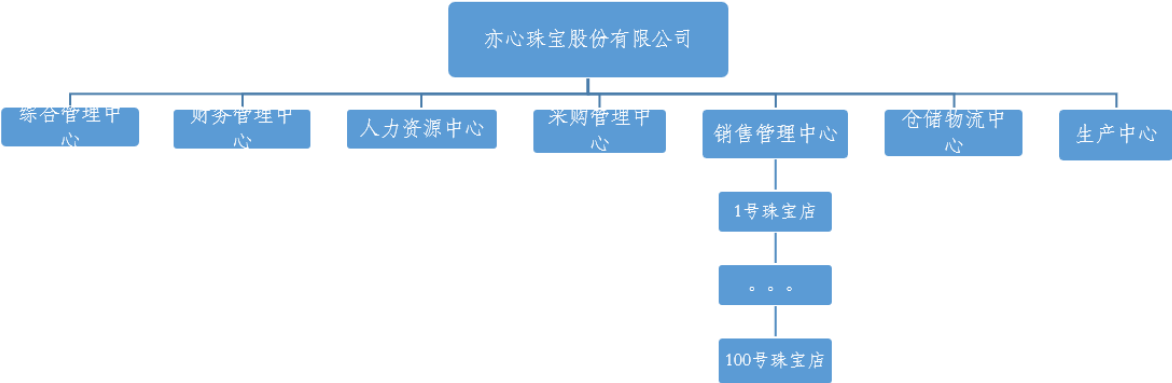 亦心珠宝股份有限公司
综合管理中
心
财务管理中
心
人力资源中心
采购管理中
心
销售管理中心
仓储物流中
心
生产中心
1号珠宝店
。。。
100号珠宝店